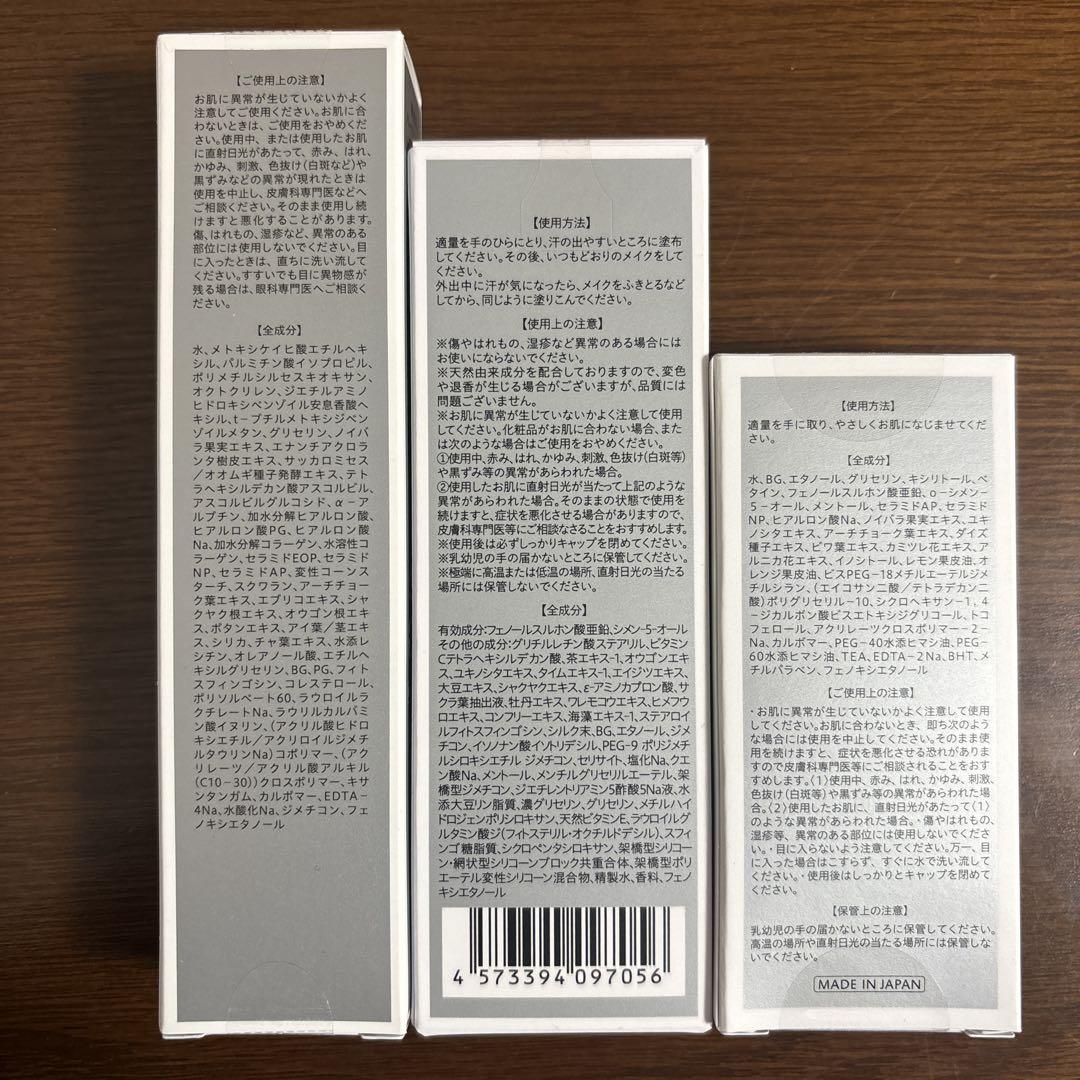 【ご使用上の注意】
お肌に異常が生じていないかよく
注意してご使用ください。お肌に合
わないときは、ご使用をおやめくだ
さい。使用中、または使用したお肌
に直射日光があたって、赤み、はれ、
かゆみ、刺激、色抜け(白斑など)や
黒ずみなどの異常が現れたときは
使用を中止し、皮膚科専門医などへ
ご相談ください。そのまま使用し続
けますと悪化することがあります。
傷、はれもの、湿疹など、異常のある
部位には使用しないでください。目
に入ったときは、直ちに洗い流して
ください。すすいでも目に異物感が
残る場合は、眼科専門医へご相談くだ
さい。
【全成分】
水、メトキシケイヒ酸エチルヘキ
シル、パルミチン酸イソプロピル、
ポリメチルシルセスキオキサン、
オクトクリレン、ジエチルアミノ
ヒドロキシベンゾイル安息香酸ヘ
キシル、t-ブチルメトキシジベン
ゾイルメタン、グリセリン、ノイバ
ラ果実エキス、エナンチアクロラ
ンタ樹皮エキス、サッカロミセス
/オオムギ種子発酵エキス、テト
ラヘキシルデカン酸アスコルビル、
アスコルビルグルコシド、α-ア
ルブチン、加水分解ヒアルロン酸、
ヒアルロン酸PG、ヒアルロン酸
Na、加水分解コラーゲン、水溶性コ
ラーゲン、セラミドEOP、セラミド
NP、セラミドAP、変性コーンス
ターチ、スクワラン、アーチチョー
ク葉エキス、エブリコエキス、シャ
クヤク根エキス、オウゴン根エキ
ス、ボタンエキス、アイ葉/茎エキ
ス、シリカ、チャ葉エキス、水添レ
シチン、オレアノール酸、エチルヘ
キシルグリセリン、BG、PG、フィト
スフィンゴシン、コレステロール、
ポリソルベート60、ラウロイルラ
クチレートNa、ラウリルカルバミ
ン酸イヌリン、(アクリル酸ヒドロ
キシエチル/アクリロイルジメチ
ルタウリンNa)コポリマー、(アク
リレーツ/アクリル酸アルキル
(C10-30))クロスポリマー、キサ
ンタンガム、カルボマー、EDTA-
4Na、水酸化Na、ジメチコン、フェ
ノキシエタノール
【使用方法】
適量を手のひらにとり、汗の出やすいところに塗布
してください。その後、いつもどおりのメイクをして
ください。
外出中に汗が気になったら、メイクをふきとるなど
してから、同じように塗りこんでください。
【使用上の注意】
※傷やはれもの、湿疹など異常のある場合には
お使いにならないでください。
※天然由来成分を配合しておりますので、変色
や退香が生じる場合がございますが、品質には
問題ございません。
※お肌に異常が生じていないかよく注意して使用
してください。化粧品がお肌に合わない場合、また
は次のような場合はご使用をおやめください。
①使用中、赤み、はれ、かゆみ、刺激、色抜け(白斑等)
や黒ずみ等の異常があらわれた場合。
②使用したお肌に直射日光が当たって上記のような
異常があらわれた場合。そのままの状態で使用を
続けますと、症状を悪化させる場合がありますので、
皮膚科専門医等にご相談なさることをおすすめします。
※使用後は必ずしっかりキャップを閉めてください。
※乳幼児の手の届かないところに保管してください。
※極端に高温または低温の場所、直射日光の当たる
場所には保管しないでください。
【全成分】
有効成分:フェノールスルホン酸亜鉛、シメン-5-オール
その他の成分:グリチルレチン酸ステアリル、ビタミン
Cテトラヘキシルデカン酸、茶エキス-1、オウゴンエキ
ス、ユキノシタエキス、タイムエキス-1、エイジツエキス、
大豆エキス、シャクヤクエキス、ε-アミノカプロン酸、サ
クラ葉抽出液、牡丹エキス、ワレモコウエキス、ヒメフウ
ロエキス、コンフリーエキス、海藻エキス-1、ステアロイ
ルフィトスフィンゴシン、シルク末、BG、エタノール、ジメ
チコン、イソノナン酸イソトリデシル、PEG-9 ポリジメチ
ルシロキシエチル ジメチコン、セリサイト、塩化Na、クエ
ン酸Na、メントール、メンチルグリセリルエーテル、架
橋型ジメチコン、ジエチレントリアミン5酢酸5Na液、水
添大豆リン脂質、濃グリセリン、グリセリン、メチルハイ
ドロジェンポリシロキサン、天然ビタミンE、ラウロイルグ
ルタミン酸ジ(フィトステリル・オクチルドデシル)、スフィ
ンゴ糖脂質、シクロペンタシロキサン、架橋型シリコーン
・網状型シリコーンブロック共重合体、架橋型ポリ
エーテル変性シリコーン混合物、精製水、香料、フェノ
キシエタノール
4 573394 097056
【使用方法】
適量を手に取り、やさしくお肌になじませてくだ
さい。
【全成分】
水、BG、エタノール、グリセリン、キシリトール、ベ
タイン、フェノールスルホン酸亜鉛、o-シメン-
5-オール、メントール、セラミドAP、セラミド
NP、ヒアルロン酸Na、ノイバラ果実エキス、ユキ
ノシタエキス、アーチチョーク葉エキス、ダイズ
種子エキス、ビワ葉エキス、カミツレ花エキス、ア
ルニカ花エキス、イノシトール、レモン果皮油、オ
レンジ果皮油、ビスPEG-18メチルエーテルジメ
チルシラン、(エイコサン二酸/テトラデカン二
酸)ポリグリセリル-10、シクロヘキサン-1,4
-ジカルボン酸ビスエトキシジグリコール、トコ
フェロール、アクリレーツクロスポリマー-2-
Na、カルボマー、PEG-40水添ヒマシ油、PEG-
60水添ヒマシ油、TEA、EDTA-2Na、BHT、メ
チルパラベン、フェノキシエタノール
【ご使用上の注意】
・お肌に異常が生じていないかよく注意して使用
してください。お肌に合わないとき、即ち次のよう
な場合には使用を中止してください。そのまま使
用を続けますと、症状を悪化させる恐れがありま
すので皮膚科専門医等にご相談されることをおす
すめします。(1)使用中、赤み、はれ、かゆみ、刺激、
色抜け(白斑等)や黒ずみ等の異常があらわれた場
合。(2)使用したお肌に、直射日光があたって(1)
のような異常があらわれた場合。・傷やはれもの、
湿疹等、異常のある部位には使用しないでくださ
い。・目に入らないよう注意してください。万一、目
に入った場合はこすらず、すぐに水で洗い流して
ください。・使用後はしっかりとキャップを閉めて
ください。
【保管上の注意】
乳幼児の手の届かないところに保管してください。
高温の場所や直射日光の当たる場所には保管しな
いでください。
MADE IN JAPAN